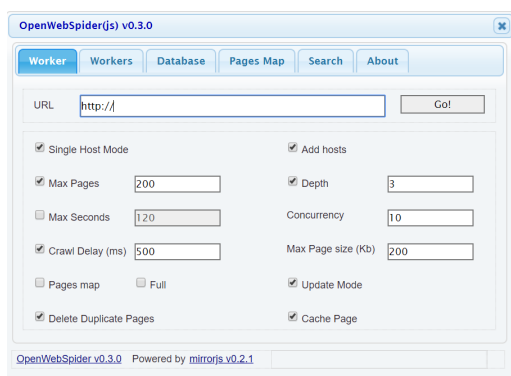 OpenWebSpider(js) v0.3.0
Worker Workers Database Pages Map Search About
URL http:// Go!
Single Host Mode Add hosts
Max Pages 200 Depth 3
Max Seconds 120 Concurrency 10
Crawl Delay (ms) 500 Max Page size (Kb) 200
Pages map Full Update Mode
Delete Duplicate Pages Cache Page
OpenWebSpider v0.3.0 Powered by mirrorjs v0.2.1